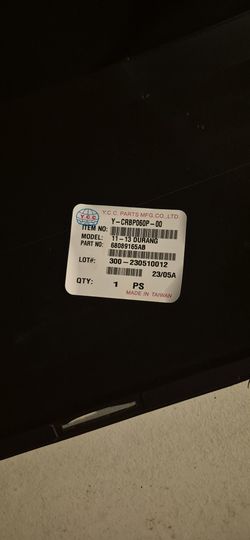 Y.C.C.
Y.C.C. PARTS MFG.CO.,LTD.
Y-CRBP060P-00
ITEM NO:
MODEL: 11-13 DURANG
PART NO: 68089165AB
LOT#: 300-230510012
23/05A
QTY: 1 PS
MADE IN TAIWAN